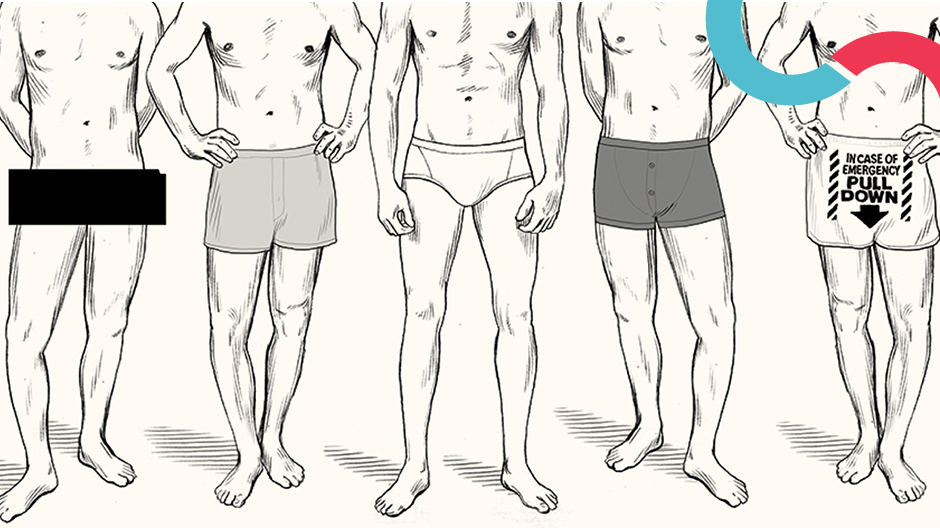 IN CASE OF
EMERGENCY
PULL
DOWN